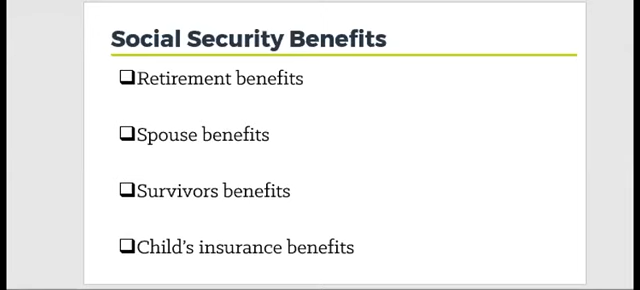 Social Security Benefits
❑Retirement benefits
❑Spouse benefits
❑Survivors benefits
❑Child’s insurance benefits